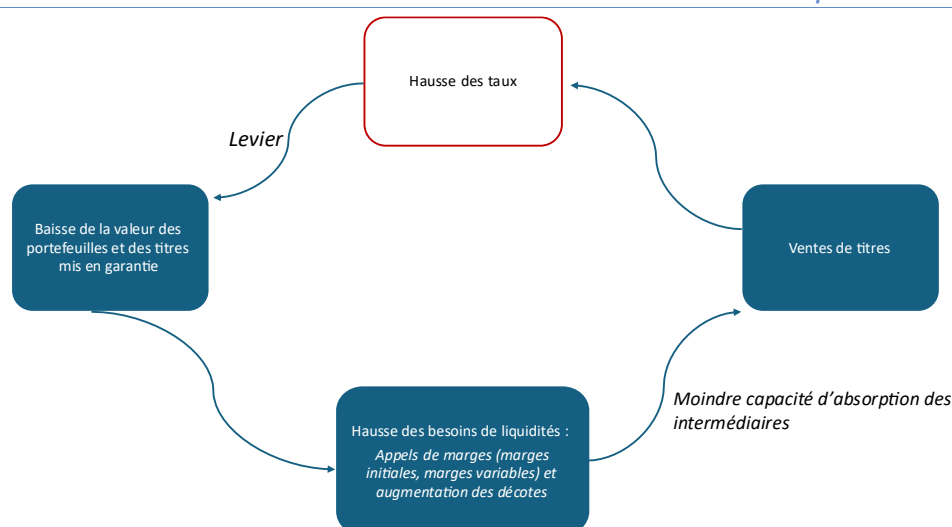 Hausse des taux
Levier
Baisse de la valeur des
portefeuilles et des titres
mis en garantie
Ventes de titres
Hausse des besoins de liquidités :
Appels de marges (marges
initiales, marges variables) et
augmentation des décotes
Moindre capacité d'absorption des
intermédiaires